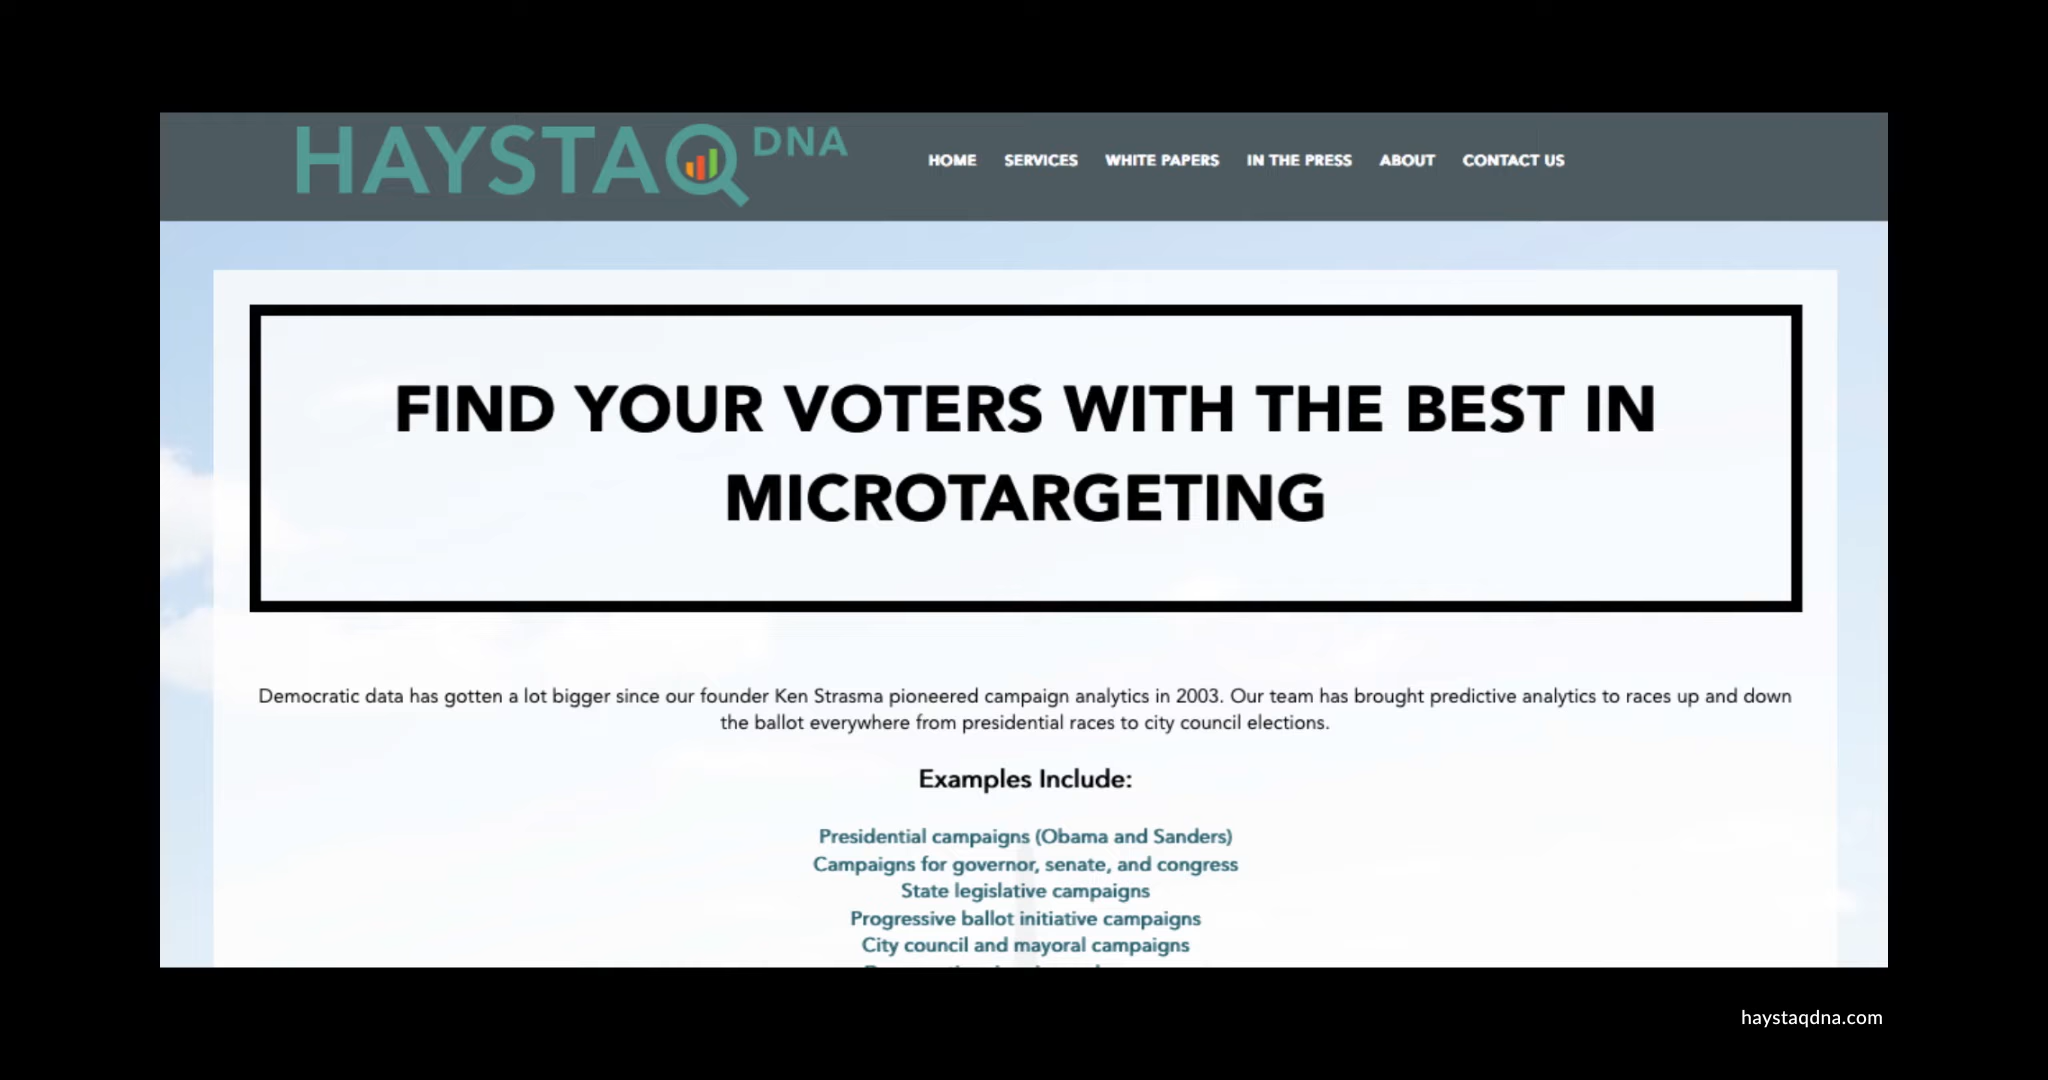 HAYSTAQ DNA
HOME SERVICES WHITE PAPERS IN THE PRESS ABOUT CONTACT US
FIND YOUR VOTERS WITH THE BEST IN
MICROTARGETING
Democratic data has gotten a lot bigger since our founder Ken Strasma pioneered campaign analytics in 2003. Our team has brought predictive analytics to races up and down
the ballot everywhere from presidential races to city council elections.
Examples Include:
Presidential campaigns (Obama and Sanders)
Campaigns for governor, senate, and congress
State legislative campaigns
Progressive ballot initiative campaigns
City council and mayoral campaigns
haystaqdna.com